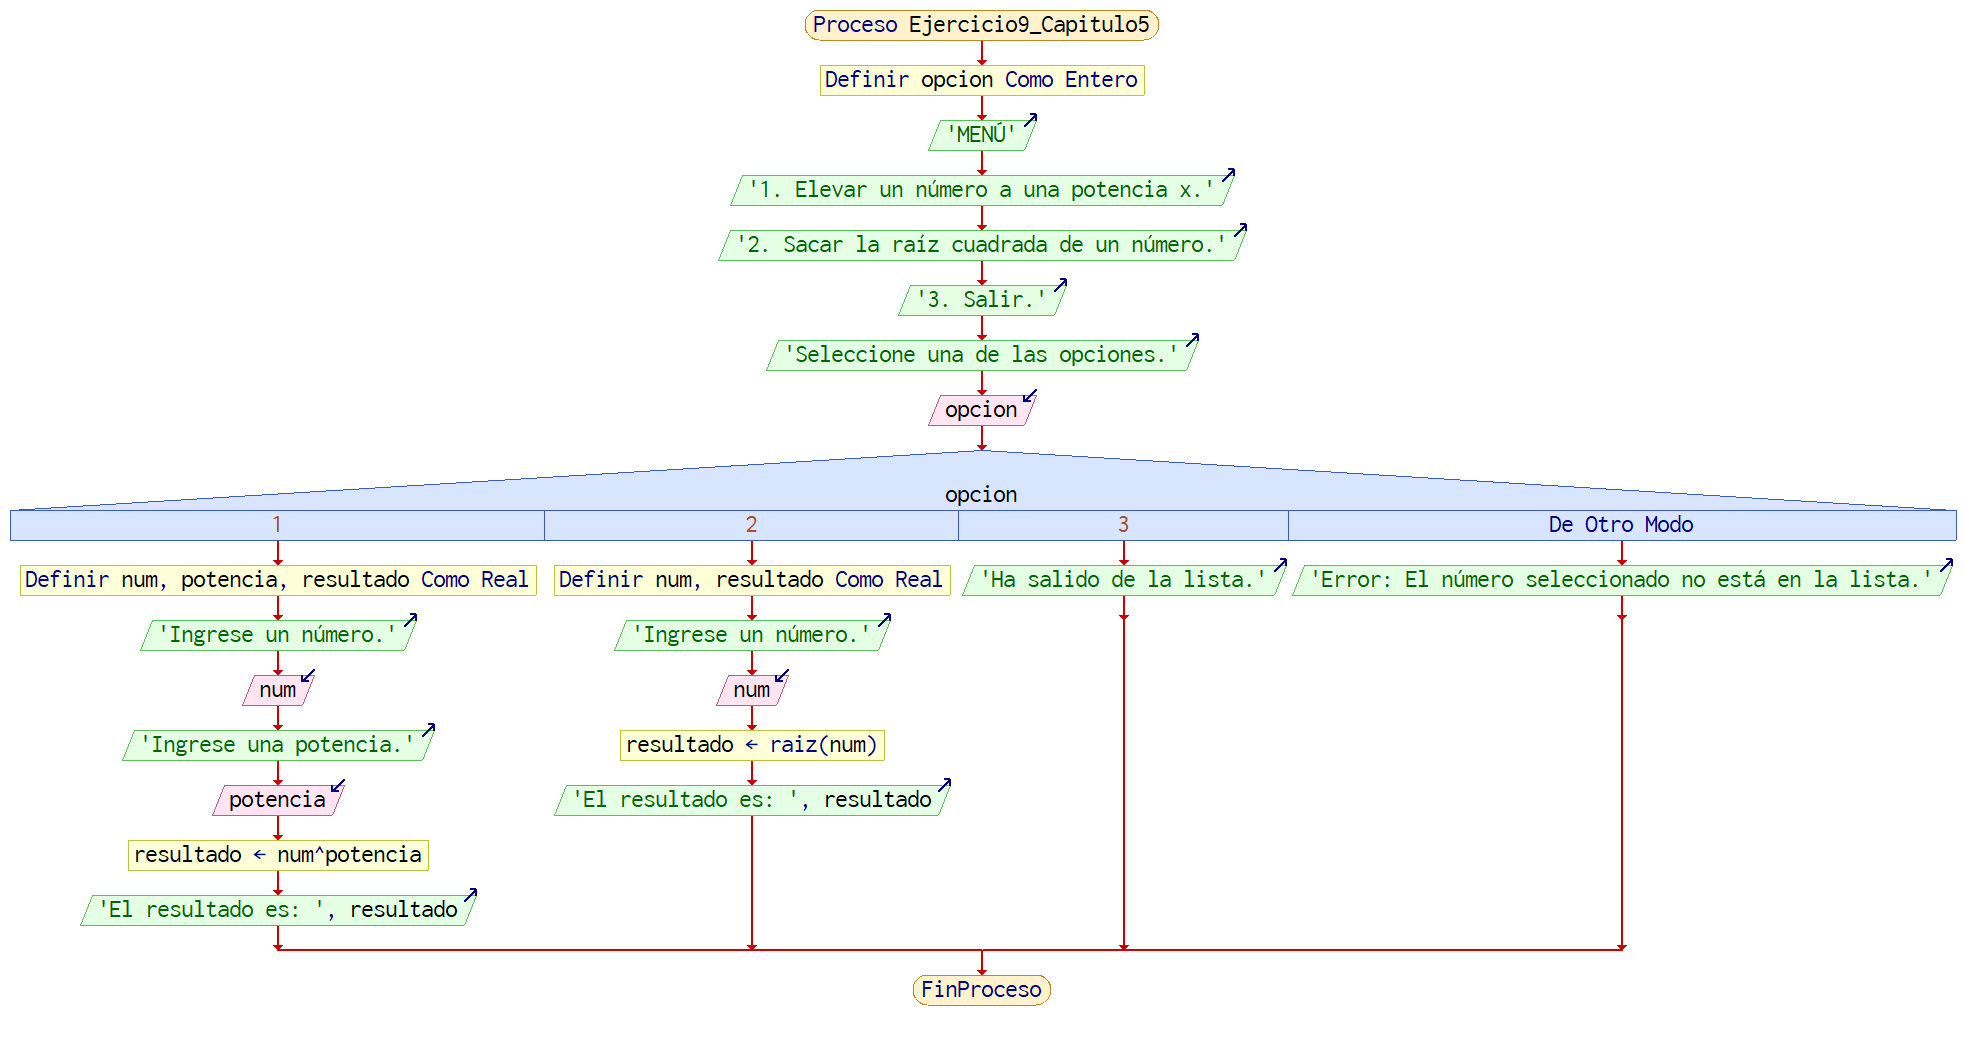 Proceso Ejercicio9_Capitulo5
Definir opcion Como Entero
'MENÚ'
'1. Elevar un número a una potencia x.'
'2. Sacar la raíz cuadrada de un número.'
'3. Salir.'
'Seleccione una de las opciones.'
opcion
opcion
1
2
3
De Otro Modo
Definir num, potencia, resultado Como Real
'Ingrese un número.'
num
'Ingrese una potencia.'
potencia
resultado ← num^potencia
'El resultado es: ', resultado
Definir num, resultado Como Real
'Ingrese un número.'
num
resultado ← raiz(num)
'El resultado es: ', resultado
'Ha salido de la lista.'
'Error: El número seleccionado no está en la lista.'
FinProceso